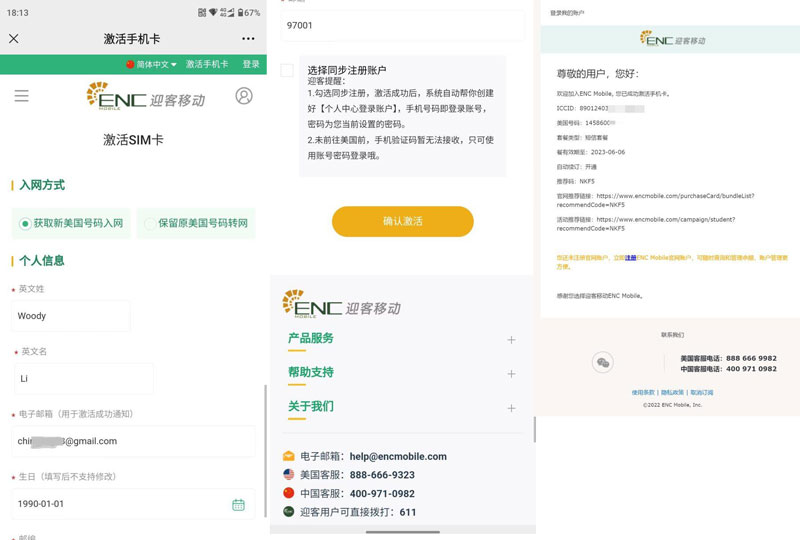 18:13
67%
激活手机卡
简体中文
激活手机卡
登录
ENC 迎客移动
MOBILE
激活SIM卡
入网方式
获取新美国号码入网
保留原美国号码转网
个人信息
* 英文姓
Woody
* 英文名
Li
* 电子邮箱（用于激活成功通知）
chi
@gmail.com
* 生日（填写后不支持修改）
1990-01-01
97001
选择同步注册账户
迎客提醒：
1.勾选同步注册，激活成功后，系统自动帮你创建
好【个人中心登录账户】，手机号码即登录账号，
密码为您当前设置的密码。
2.未前往美国前，手机验证码暂无法接收，只可使
用账号密码登录哦。
确认激活
ENC 迎客移动
MOBILE
产品服务
帮助支持
关于我们
电子邮箱：help@encmobile.com
美国客服：888-666-9323
中国客服：400-971-0982
迎客用户可直接拨打：611
登录我的账户
ENC 迎客移动
尊敬的用户，您好：
欢迎加入ENC Mobile, 您已成功激活手机卡。
ICCID: 89012403
美国号码: 1458600
套餐类型: 短信套餐
餐有效期至: 2023-06-06
自动续订: 开通
推荐码: NKF5
官网推荐链接: https://www.encmobile.com/purchaseCard/bundleList?
recommendCode=NKF5
活动推荐链接: https://www.encmobile.com/campaign/student?
recommendCode=NKF5
您还未注册官网账户，立即注册ENC Mobile官网账户，可随时查询和管理余额、账户管理更
方便。
感谢您选择迎客移动ENC Mobile。
联系我们
美国客服电话: 888 666 9982
中国客服电话: 400 971 0982
使用条款 | 隐私政策 | 取消订阅
©2022 ENC Mobile, Inc.